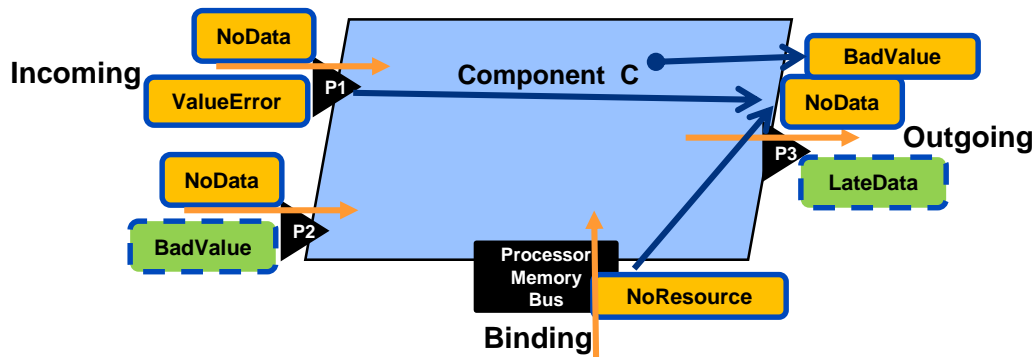 NoData
Incoming
P1
ValueError
Component C
BadValue
NoData
Outgoing
P3
LateData
NoData
P2
BadValue
Processor
Memory
Bus
NoResource
Binding